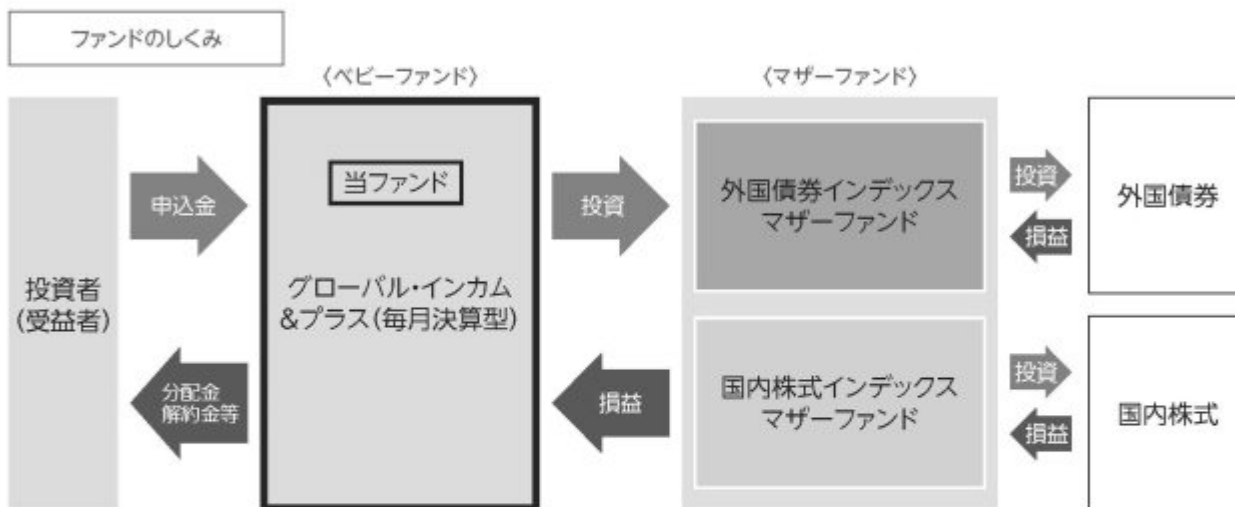 ファンドのしくみ
〈ベビーファンド〉
〈マザーファンド〉
投資者
(受益者)
申込金
分配金
解約金等
当ファンド
グローバル・インカム
&プラス(毎月決算型)
投資
損益
外国債券インデックス
マザーファンド
国内株式インデックス
マザーファンド
投資
損益
投資
損益
外国債券
国内株式